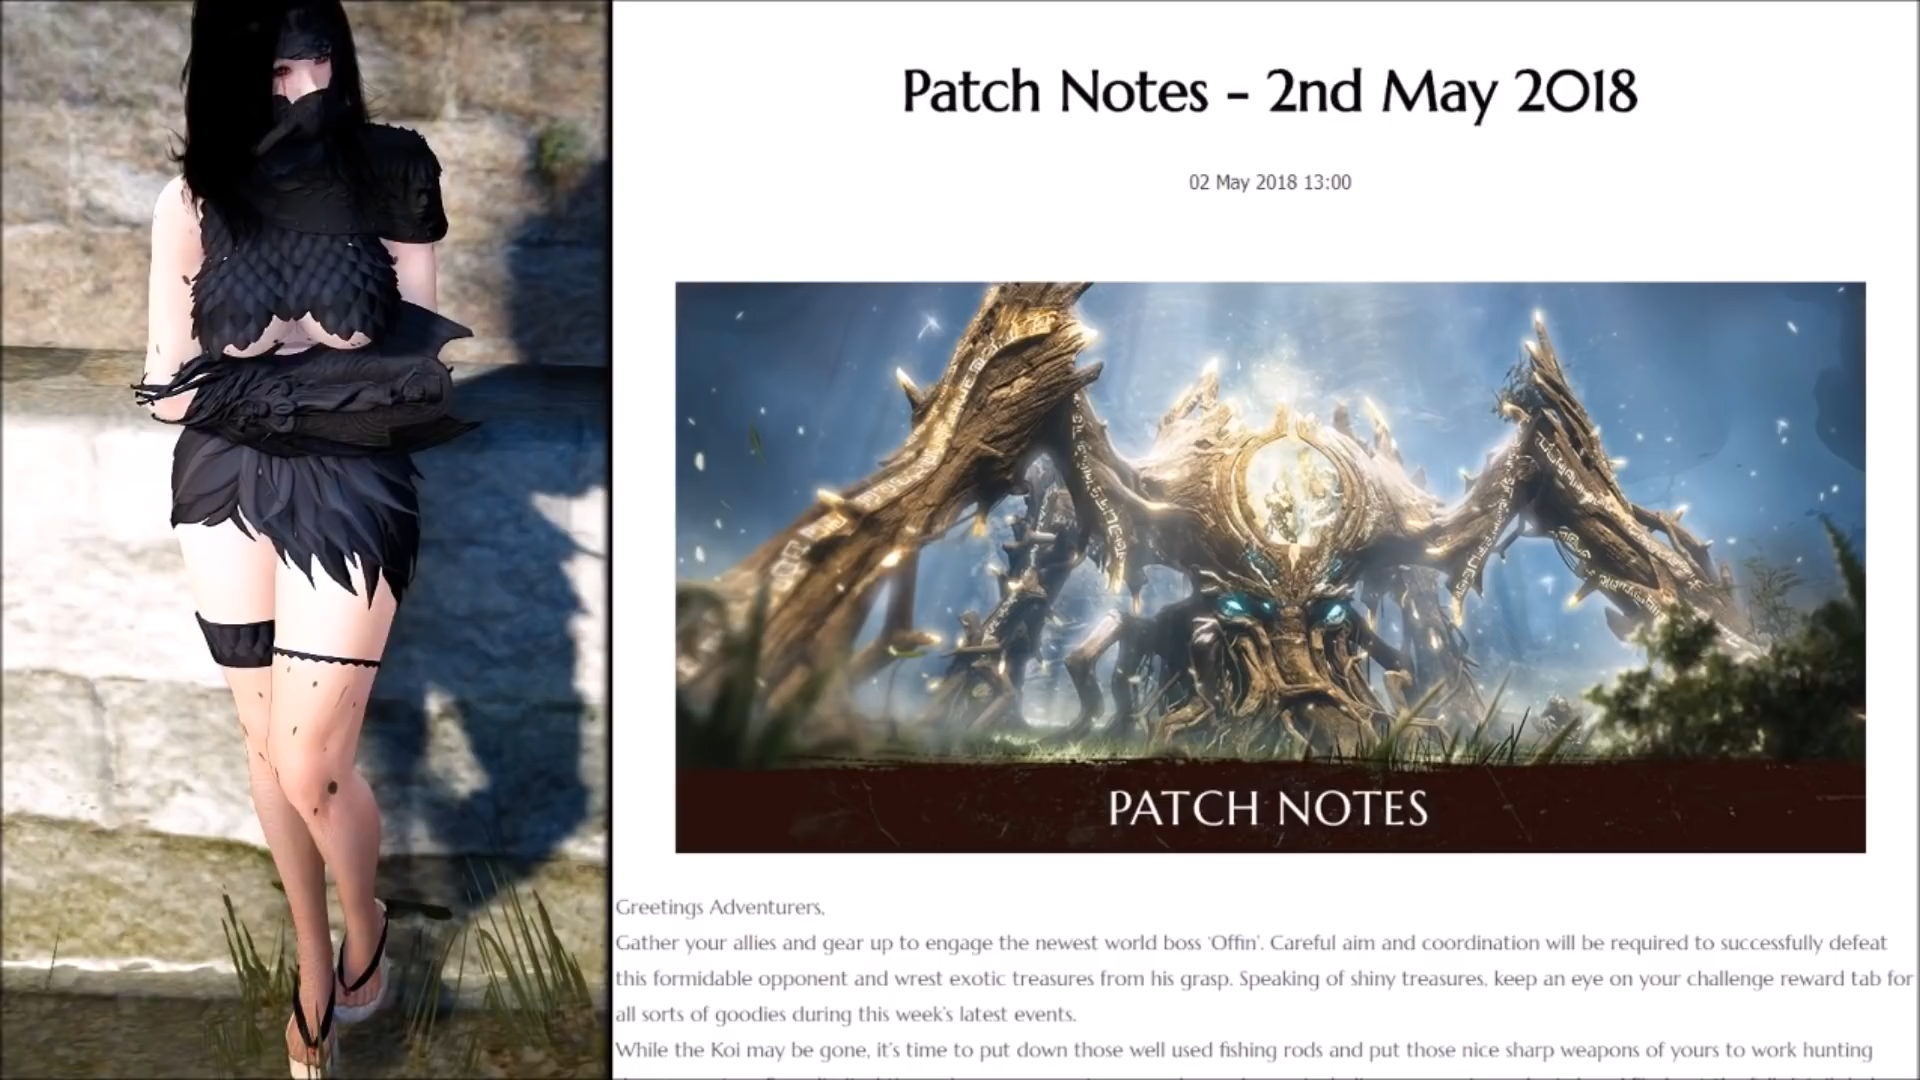 Patch Notes - 2nd May 2018
02 May 2018 13:00
PATCH NOTES
Greetings Adventurers,
Gather your allies and gear up to engage the newest world boss 'Offin'. Careful aim and coordination will be required to successfully defeat
this formidable opponent and wrest exotic treasures from his grasp. Speaking of shiny treasures, keep an eye on your challenge reward tab for
all sorts of goodies during this week's latest events.
While the Koi may be gone, it's time to put down those well used fishing rods and put those nice sharp weapons of yours to work hunting